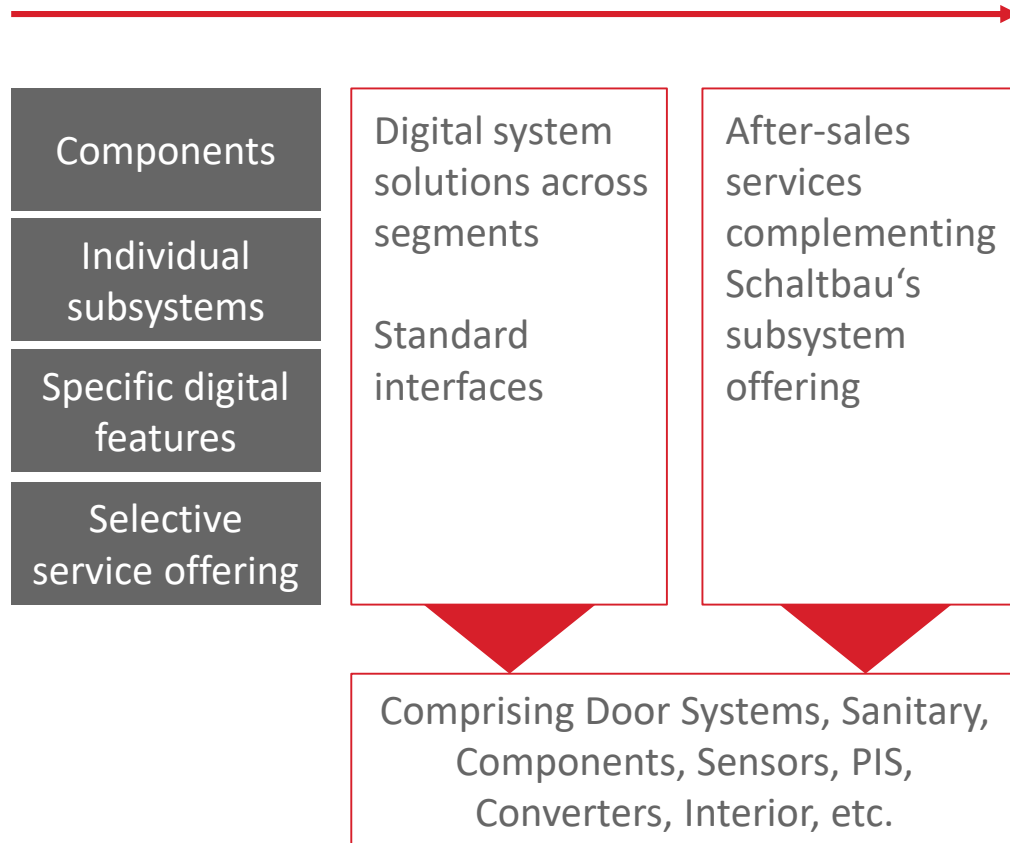 Components
Individual
subsystems
Specific digital
features
Selective
service offering
Digital system
solutions across
segments
Standard
interfaces
After-sales
services
complementing
Schaltbau‘s
subsystem
offering
Comprising Door Systems, Sanitary,
Components, Sensors, PIS,
Converters, Interior, etc.